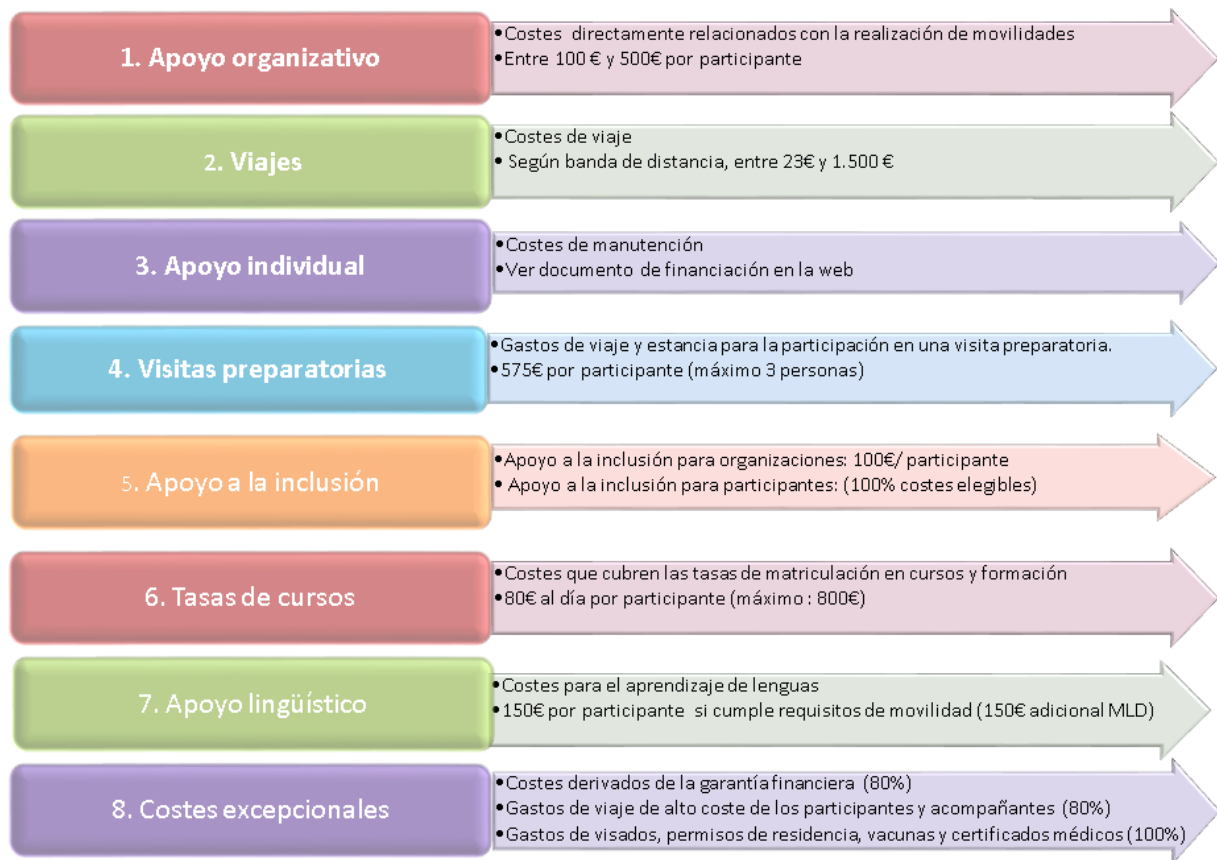 1. Apoyo organizativo
•Costes directamente relacionados con la realización de movilidades
•Entre 100 € y 500€ por participante
2. Viajes
•Costes de viaje
• Según banda de distancia, entre 23€ y 1.500 €
3. Apoyo individual
•Costes de manutención
•Ver documento de financiación en la web
4. Visitas preparatorias
•Gastos de viaje y estancia para la participación en una visita preparatoria.
•575€ por participante (máximo 3 personas)
5. Apoyo a la inclusión
•Apoyo a la inclusión para organizaciones: 100€/ participante
• Apoyo a la inclusión para participantes: (100% costes elegibles)
6. Tasas de cursos
•Costes que cubren las tasas de matriculación en cursos y formación
•80€ al día por participante (máximo : 800€)
7. Apoyo lingüístico
•Costes para el aprendizaje de lenguas
•150€ por participante si cumple requisitos de movilidad (150€ adicional MLD)
8. Costes excepcionales
•Costes derivados de la garantía financiera (80%)
•Gastos de viaje de alto coste de los participantes y acompañantes (80%)
•Gastos de visados, permisos de residencia, vacunas y certificados médicos (100%)